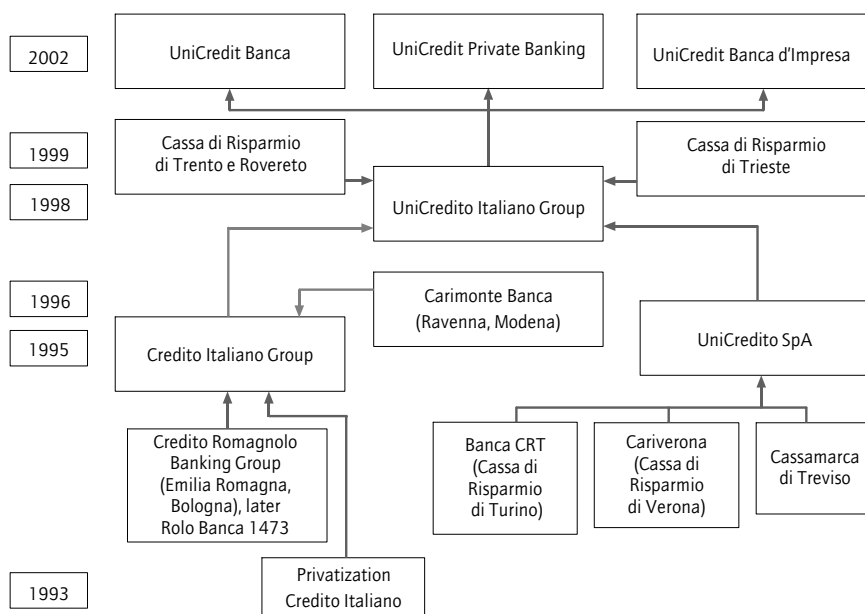 2002
UniCredit Banca
UniCredit Private Banking
UniCredit Banca d'Impresa
1999
Cassa di Risparmio
di Trento e Rovereto
Cassa di Risparmio
di Trieste
1998
UniCredito Italiano Group
1996
Carimonte Banca
(Ravenna, Modena)
1995
Credito Italiano Group
UniCredito SpA
Credito Romagnolo
Banking Group
(Emilia Romagna,
Bologna), later
Rolo Banca 1473
Banca CRT
(Cassa di
Risparmio
di Turino)
Cariverona
(Cassa di
Risparmio
di Verona)
Cassamarca
di Treviso
1993
Privatization
Credito Italiano